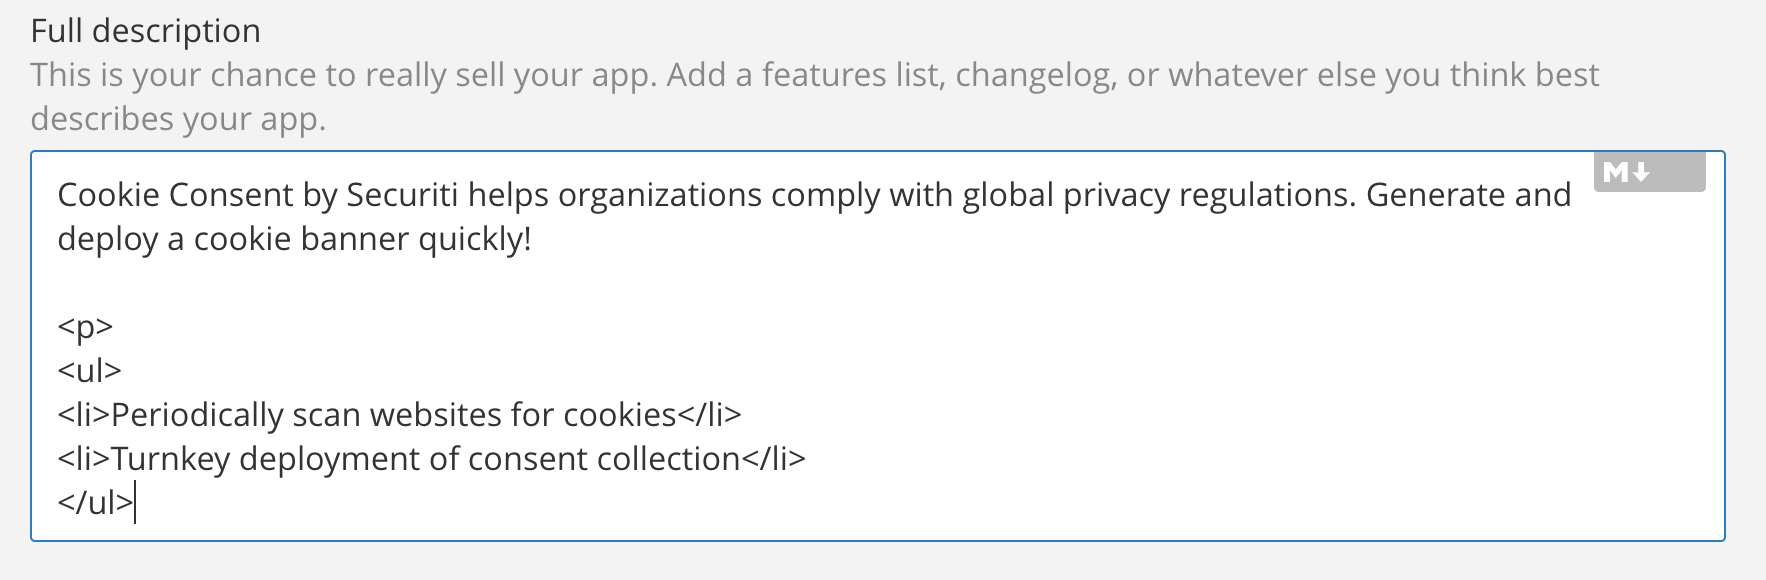 Full description
This is your chance to really sell your app. Add a features list, changelog, or whatever else you think best
describes your app.
M↓
Cookie Consent by Securiti helps organizations comply with global privacy regulations. Generate and
deploy a cookie banner quickly!
<p>
<ul>
<li>Periodically scan websites for cookies</li>
<li>Turnkey deployment of consent collection</li>
</ul>